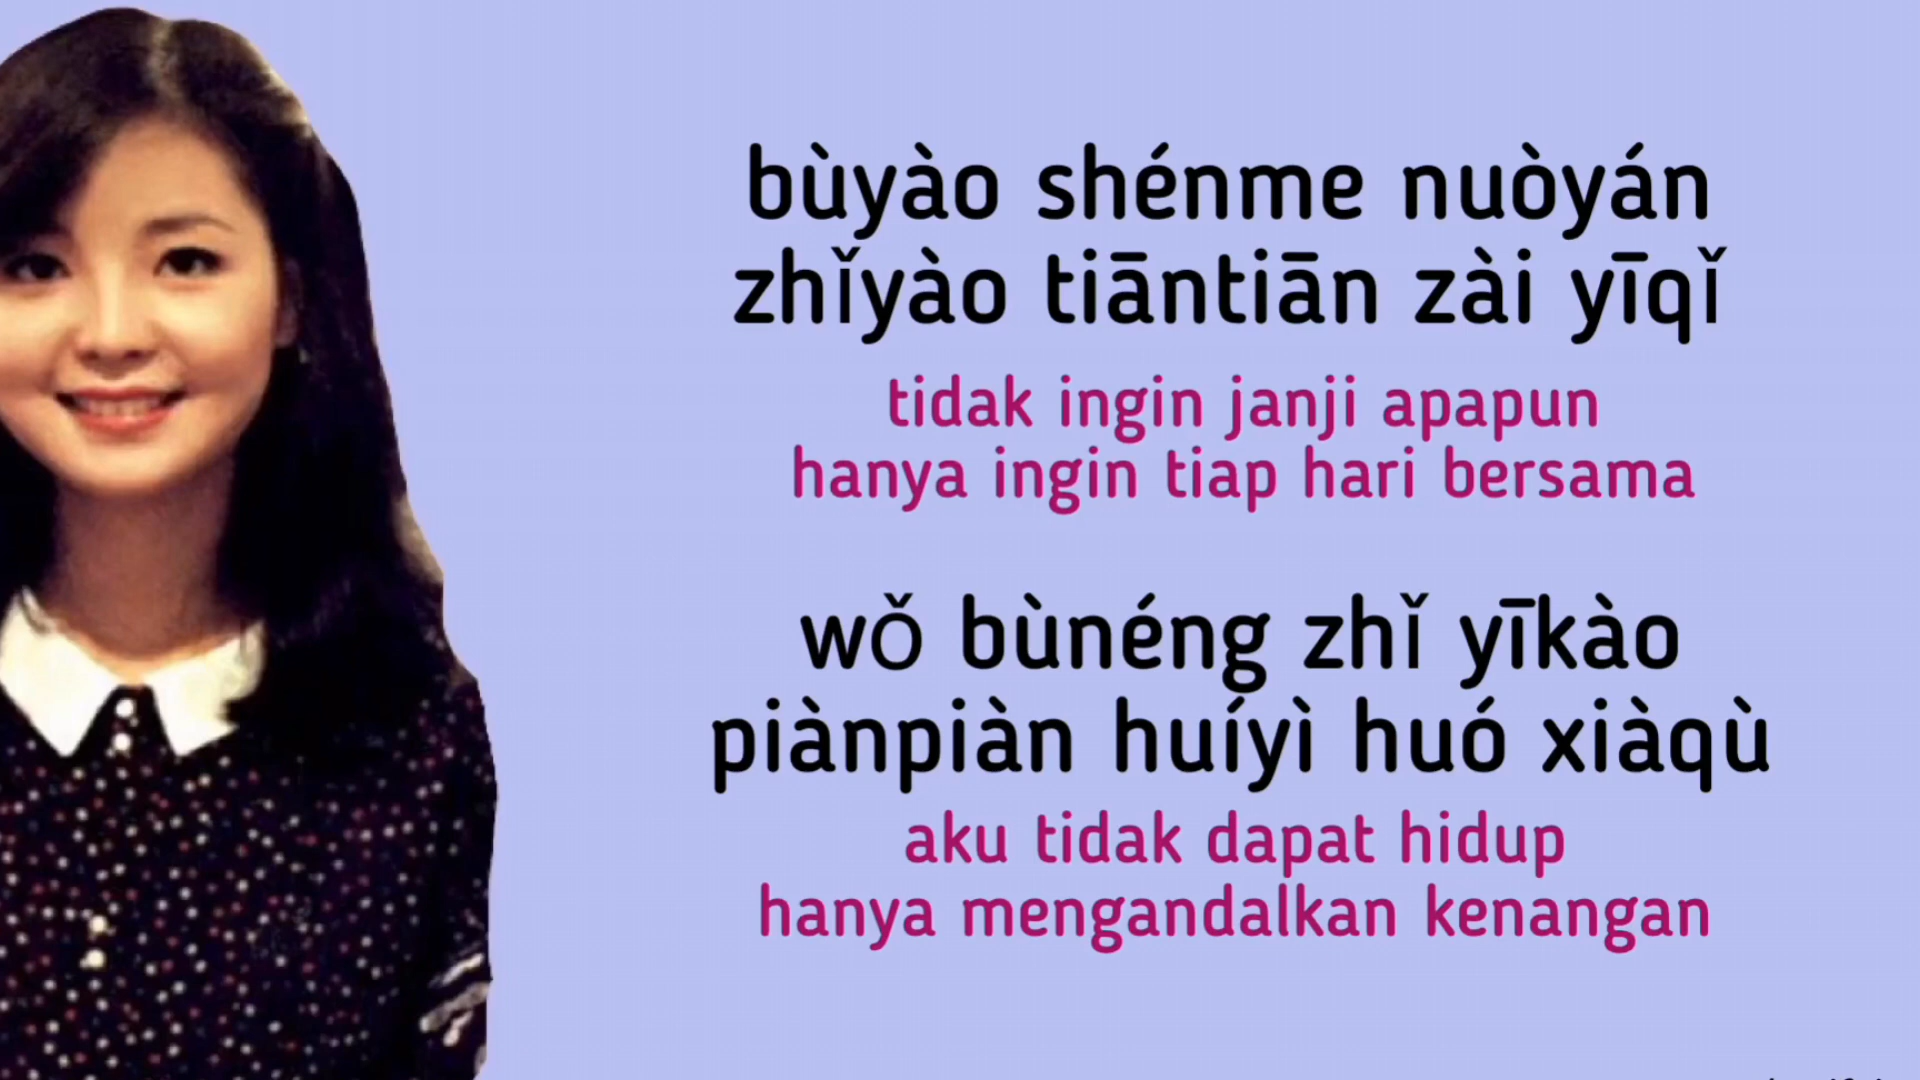 bùyào shénme nuòyán
zhǐyào tiāntiān zài yīqǐ
tidak ingin janji apapun
hanya ingin tiap hari bersama
wǒ bùnéng zhǐ yīkào
piànpiàn huíyì huó xiàqù
aku tidak dapat hidup
hanya mengandalkan kenangan